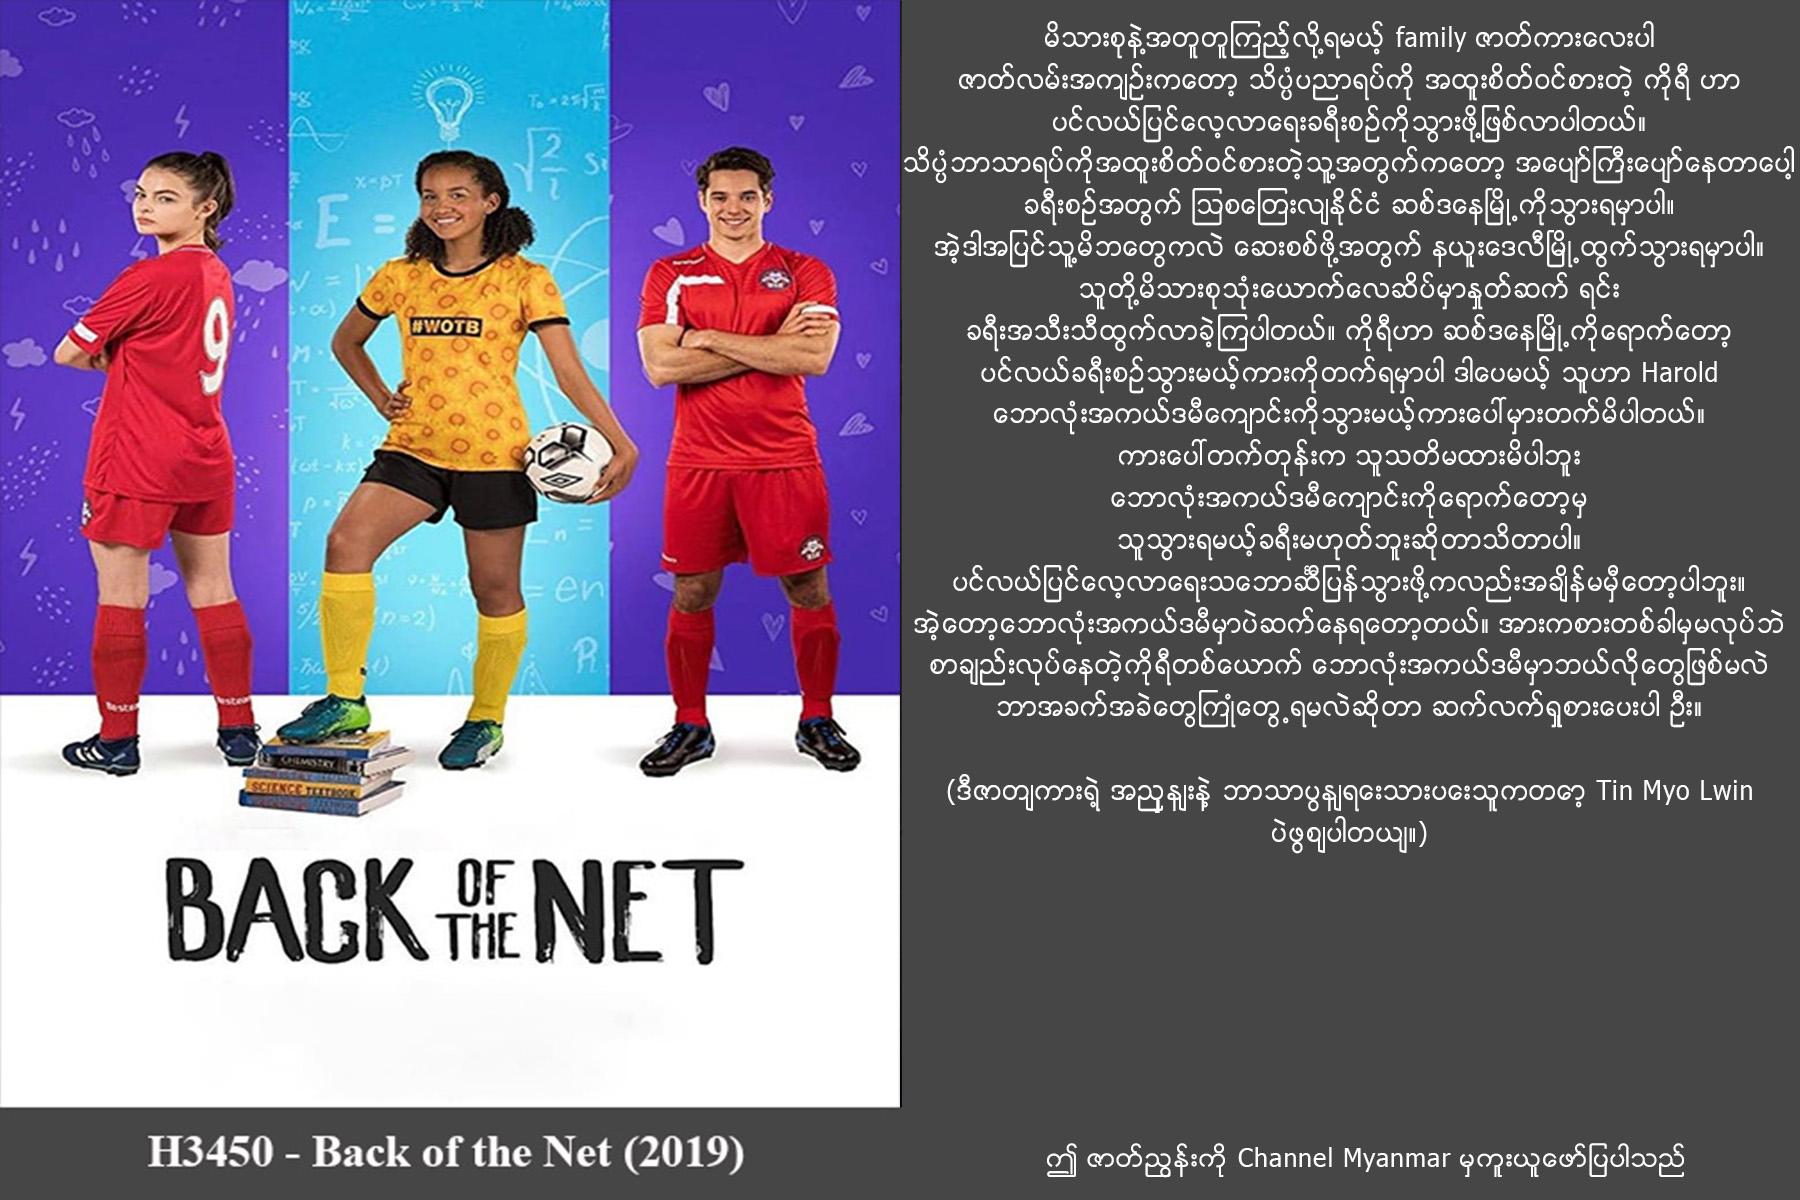 မိသားစုနဲ့အတူတူကြည့်လို့ရမယ့် family ဇာတ်ကားလေးပါ
ဇာတ်လမ်းအကျဉ်းကတော့ သိပ္ပံပညာရပ်ကို အထူးစိတ်ဝင်စားတဲ့ ကိုရီ ဟာ
ပင်လယ်ပြင်လေ့လာရေးခရီးစဉ်ကိုသွားဖို့ဖြစ်လာပါတယ်။
သိပ္ပံဘာသာရပ်ကိုအထူးစိတ်ဝင်စားတဲ့သူ့အတွက်ကတော့ အပျော်ကြီးပျော်နေတာပေါ့
ခရီးစဉ်အတွက် ဩစတြေးလျနိုင်ငံ ဆစ်ဒနေမြို့ကိုသွားရမှာပါ။
အဲ့ဒါအပြင်သူ့မိဘတွေကလဲ ဆေးစစ်ဖို့အတွက် နယူးဒေလီမြို့ထွက်သွားရမှာပါ။
သူတို့မိသားစုသုံးယောက်လေဆိပ်မှာနှုတ်ဆက် ရင်း
ခရီးအသီးသီထွက်လာခဲ့ကြပါတယ်။ ကိုရီဟာ ဆစ်ဒနေမြို့ကိုရောက်တော့
ပင်လယ်ခရီးစဉ်သွားမယ့်ကားကိုတက်ရမှာပါ ဒါပေမယ့် သူဟာ Harold
ဘောလုံးအကယ်ဒမီကျောင်းကိုသွားမယ့်ကားပေါ်မှားတက်မိပါတယ်။
ကားပေါ်တက်တုန်းက သူသတိမထားမိပါဘူး
ဘောလုံးအကယ်ဒမီကျောင်းကိုရောက်တော့မှ
သူသွားရမယ့်ခရီးမဟုတ်ဘူးဆိုတာသိတာပါ။
ပင်လယ်ပြင်လေ့လာရေးသဘောင်္ဆီပြန်သွားဖို့ကလည်းအချိန်မမှီတော့ပါဘူး။
အဲ့တော့ဘောလုံးအကယ်ဒမီမှာပဲဆက်နေရတော့တယ်။ အားကစားတစ်ခါမှမလုပ်ဘဲ
စာချည်းလုပ်နေတဲ့ကိုရီတစ်ယောက် ဘောလုံးအကယ်ဒမီမှာဘယ်လိုတွေဖြစ်မလဲ
ဘာအခက်အခဲတွေကြုံတွေ့ရမလဲဆိုတာ ဆက်လက်ရှုစားပေးပါ ဦး။
(ဒီဇာတျကားရဲ့ အညှနျးနဲ့ ဘာသာပွနျရေးသားပေးသူကတော့ Tin Myo Lwin
ပဲဖွဈပါတယျ။)
9
#WOTB
CHEMISTRY
SCIENCE TEXTBOOK
BACK OF THE NET
H3450 - Back of the Net (2019)
ဤ ဇာတ်ညွှန်းကို Channel Myanmar မှကူးယူဖော်ပြပါသည်